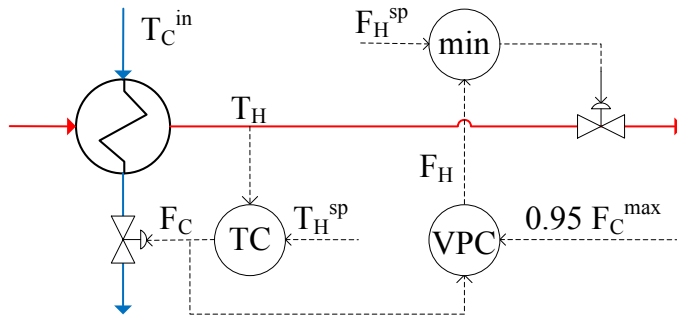 T_C^in
F_H^sp
min
T_H
F_H
F_C
TC
T_H^sp
VPC
0.95 F_C^max